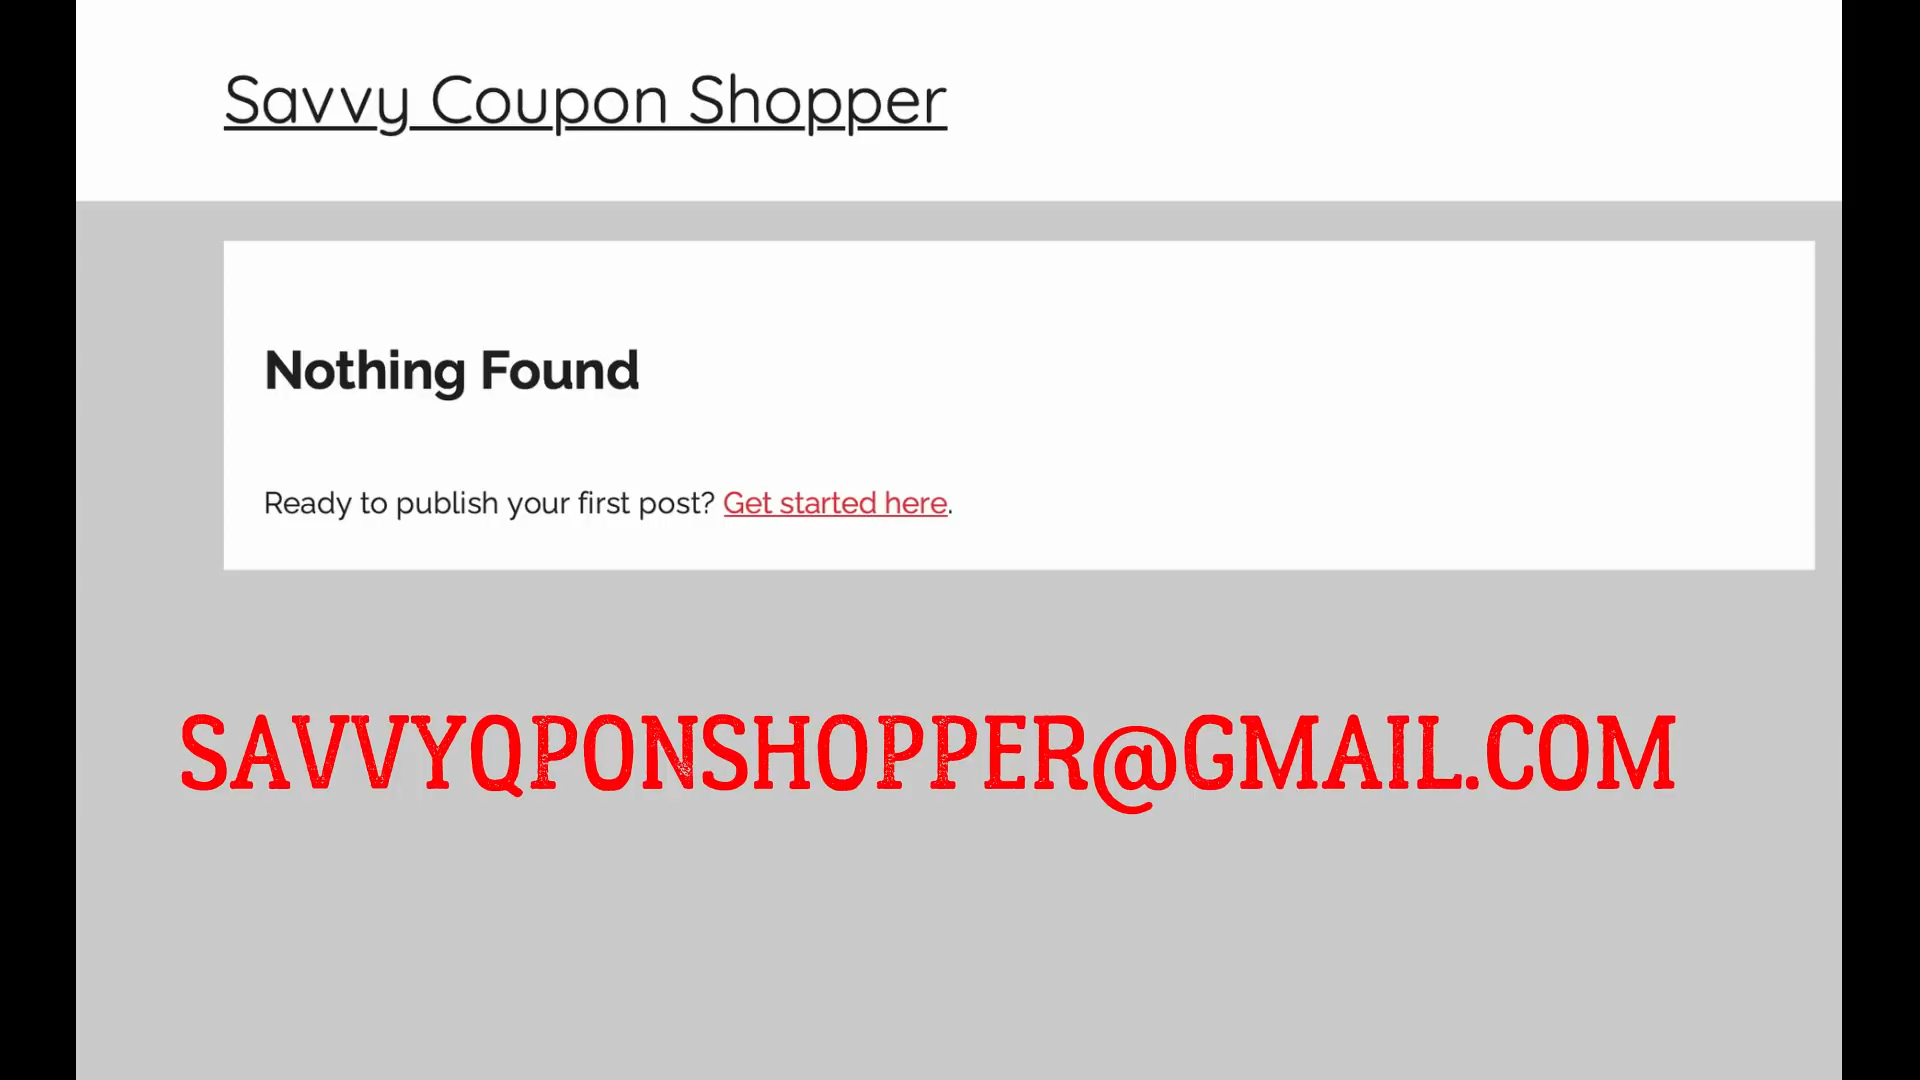 Savvy Coupon Shopper
Nothing Found
Ready to publish your first post? Get started here.
SAVVYQPONSHOPPER@GMAIL.COM